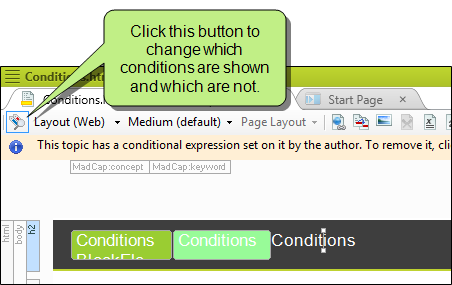 Click this button to
change which
conditions are shown
and which are not.
Conditions.
Conditions. Start Page
Layout (Web) Medium (default) Page Layout
This topic has a conditional expression set on it by the author. To remove it, cli
MadCap:concept MadCap:keyword
html body h2
Conditions Conditions Conditions